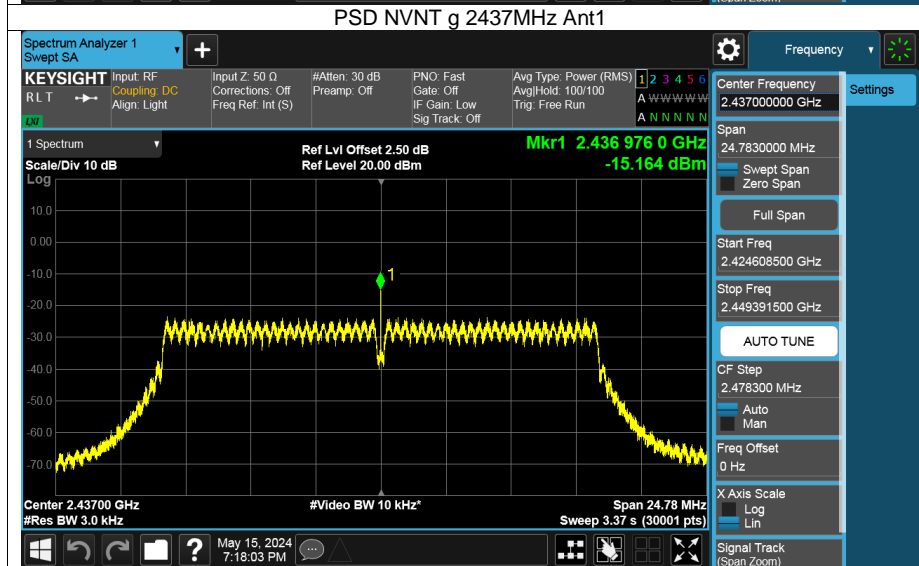 (Span Zoom)
PSD NVNT g 2437MHz Ant1
Spectrum Analyzer 1
Swept SA
+
Frequency
KEYSIGHT
R L T
LXI
Input: RF
Coupling: DC
Align: Light
Input Z: 50 Ω
Corrections: Off
Freq Ref: Int (S)
#Atten: 30 dB
Preamp: Off
PNO: Fast
Gate: Off
IF Gain: Low
Sig Track: Off
Avg Type: Power (RMS)
Avg|Hold: 100/100
Trig: Free Run
1 2 3 4 5 6
A W W W W W
A N N N N N
1 Spectrum
Scale/Div 10 dB
Log
Ref Lvl Offset 2.50 dB
Ref Level 20.00 dBm
Mkr1 2.436 976 0 GHz
-15.164 dBm
10.0
0.00
-10.0
-20.0
-30.0
-40.0
-50.0
-60.0
-70.0
1
Center 2.43700 GHz
#Res BW 3.0 kHz
#Video BW 10 kHz*
Span 24.78 MHz
Sweep 3.37 s (30001 pts)
?
May 15, 2024
7:18:03 PM
Center Frequency
2.437000000 GHz
Span
24.7830000 MHz
Swept Span
Zero Span
Full Span
Start Freq
2.424608500 GHz
Stop Freq
2.449391500 GHz
AUTO TUNE
CF Step
2.478300 MHz
Auto
Man
Freq Offset
0 Hz
X Axis Scale
Log
Lin
Signal Track
(Span Zoom)
Settings